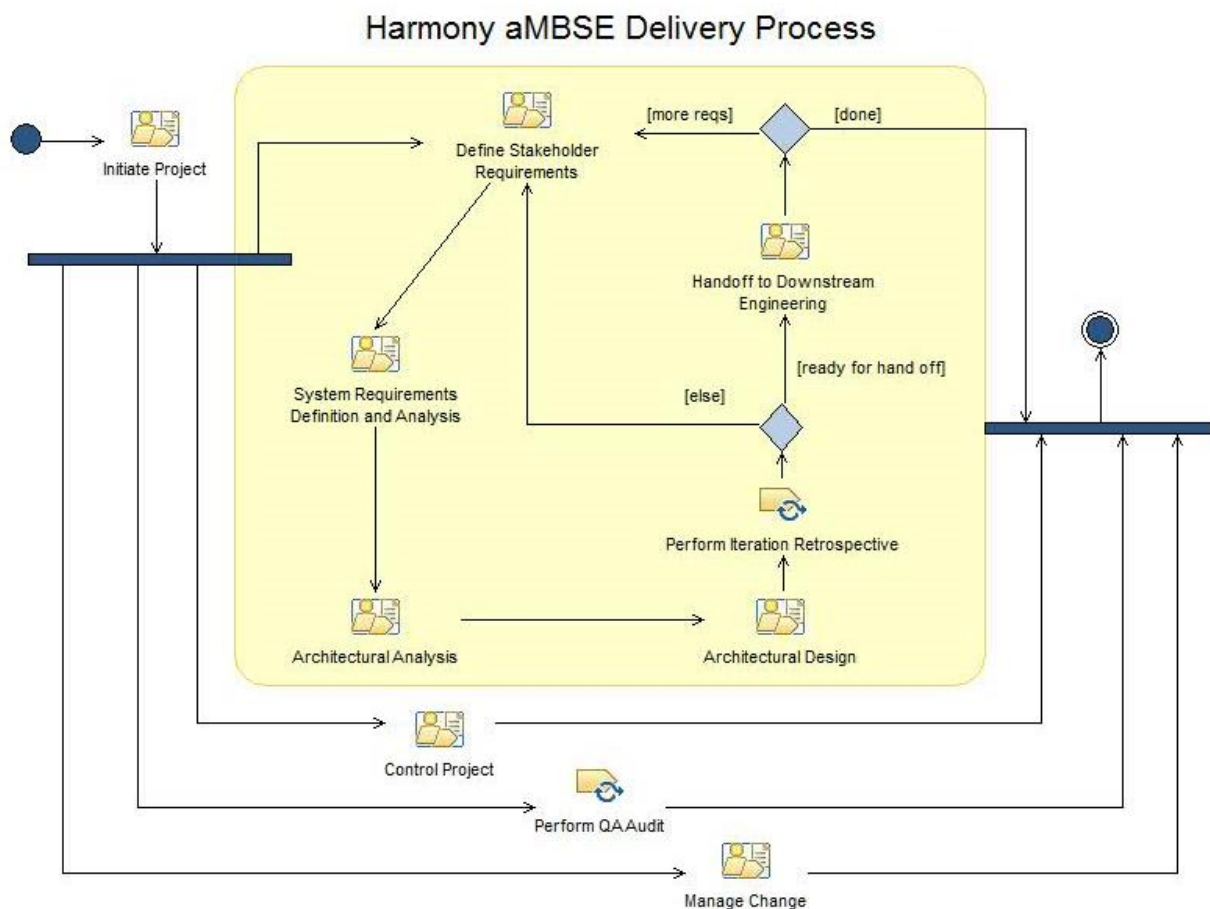 Harmony aMBSE Delivery Process
[more reqs]
[done]
Define Stakeholder
Requirements
Initiate Project
Handoff to Downstream
Engineering
[ready for hand off]
System Requirements
Definition and Analysis
[else]
Perform Iteration Retrospective
Architectural Analysis
Architectural Design
Control Project
Perform QA Audit
Manage Change